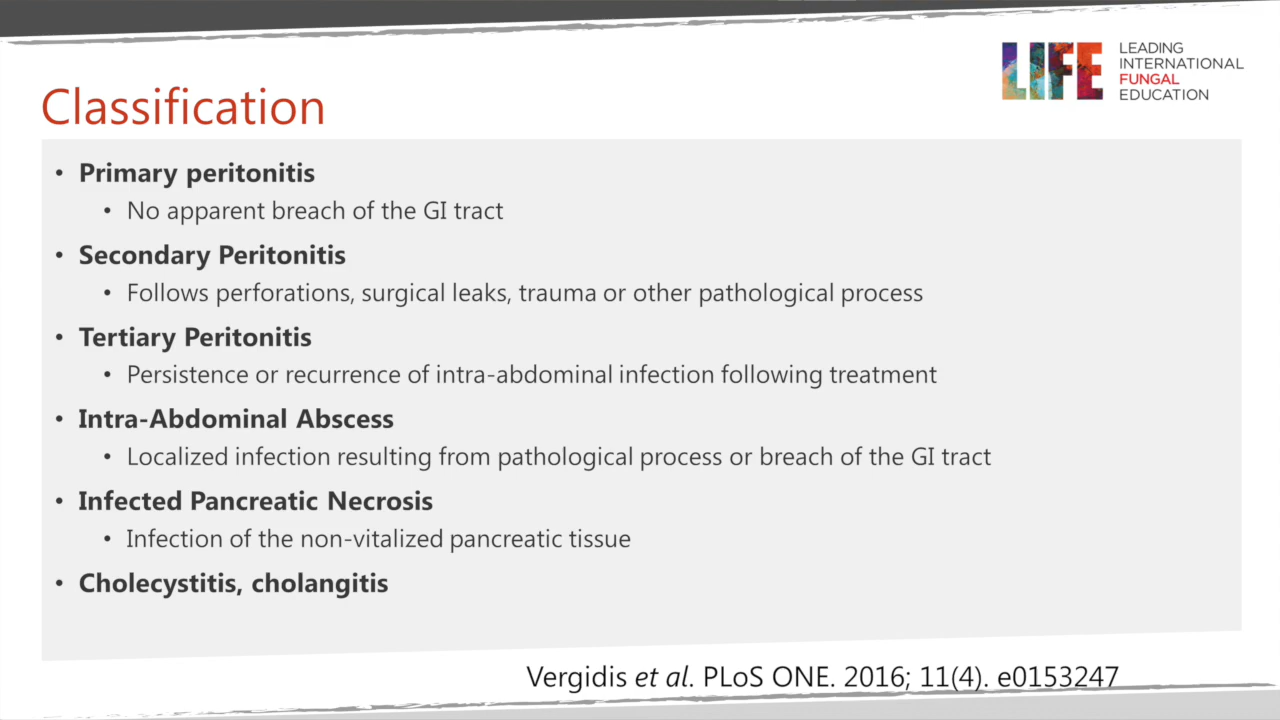 LIFE
LEADING
INTERNATIONAL
FUNGAL
EDUCATION
Classification
• Primary peritonitis
• No apparent breach of the GI tract
• Secondary Peritonitis
• Follows perforations, surgical leaks, trauma or other pathological process
• Tertiary Peritonitis
• Persistence or recurrence of intra-abdominal infection following treatment
• Intra-Abdominal Abscess
• Localized infection resulting from pathological process or breach of the GI tract
• Infected Pancreatic Necrosis
• Infection of the non-vitalized pancreatic tissue
• Cholecystitis, cholangitis
Vergidis et al. PLoS ONE. 2016; 11(4). e0153247